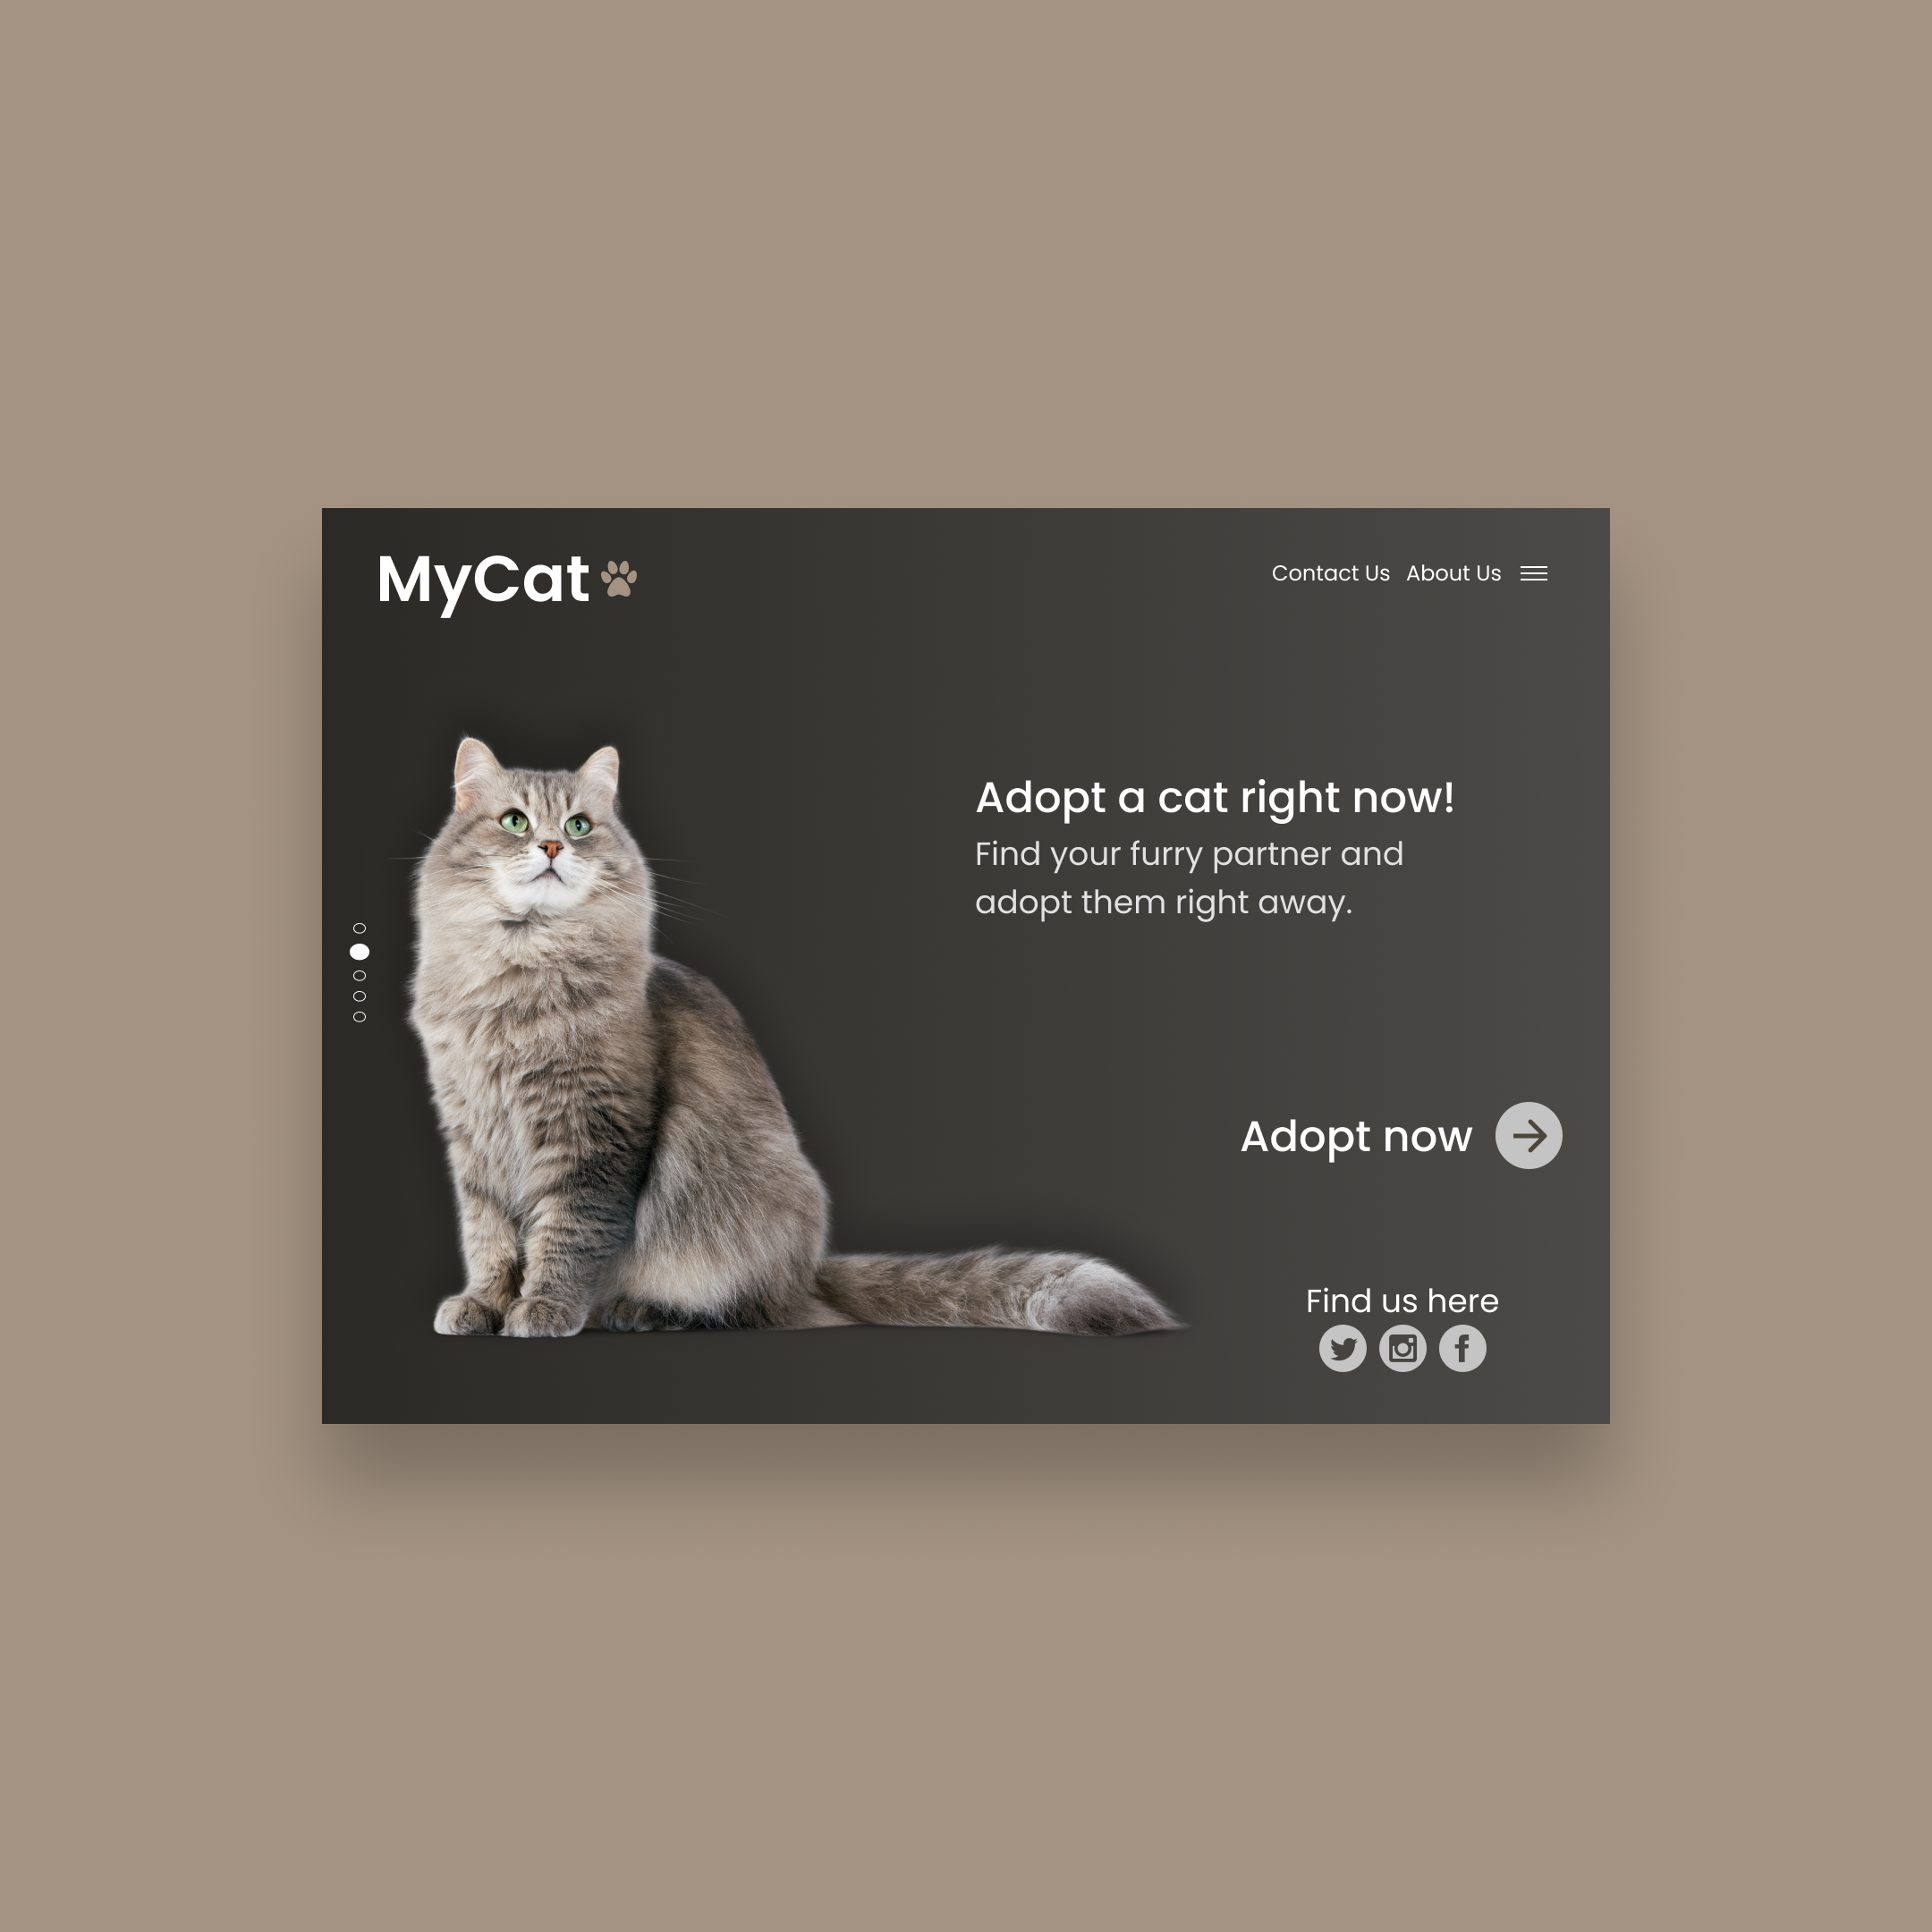 MyCat
Contact Us About Us
Adopt a cat right now!
Find your furry partner and
adopt them right away.
Adopt now
Find us here